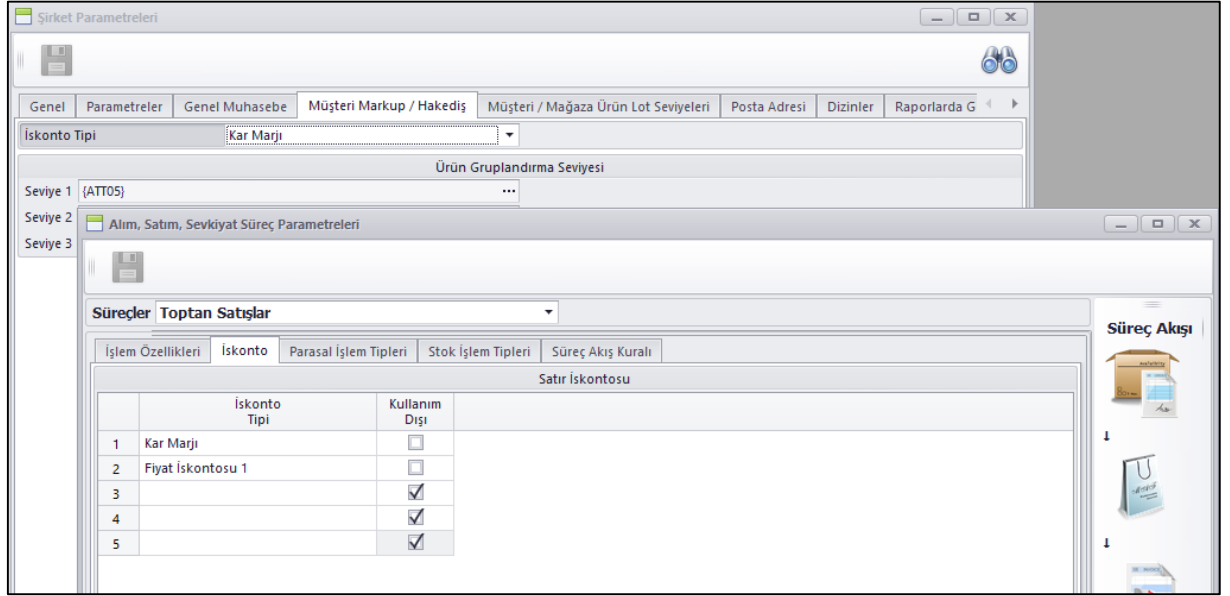 Şirket Parametreleri
Genel Parametreler Genel Muhasebe Müşteri Markup / Hakediş Müşteri / Mağaza Ürün Lot Seviyeleri Posta Adresi Dizinler Raporlarda G
İskonto Tipi Kar Marjı
Ürün Gruplandırma Seviyesi
Seviye 1 {ATT05} ...
Seviye 2
Seviye 3
Alım, Satım, Sevkiyat Süreç Parametreleri
Süreçler Toptan Satışlar
Süreç Akışı
İşlem Özellikleri İskonto Parasal İşlem Tipleri Stok İşlem Tipleri Süreç Akış Kuralı
Satır İskontosu
İskonto Tipi Kullanım Dışı
1 Kar Marjı
2 Fiyat İskontosu 1
3
4
5